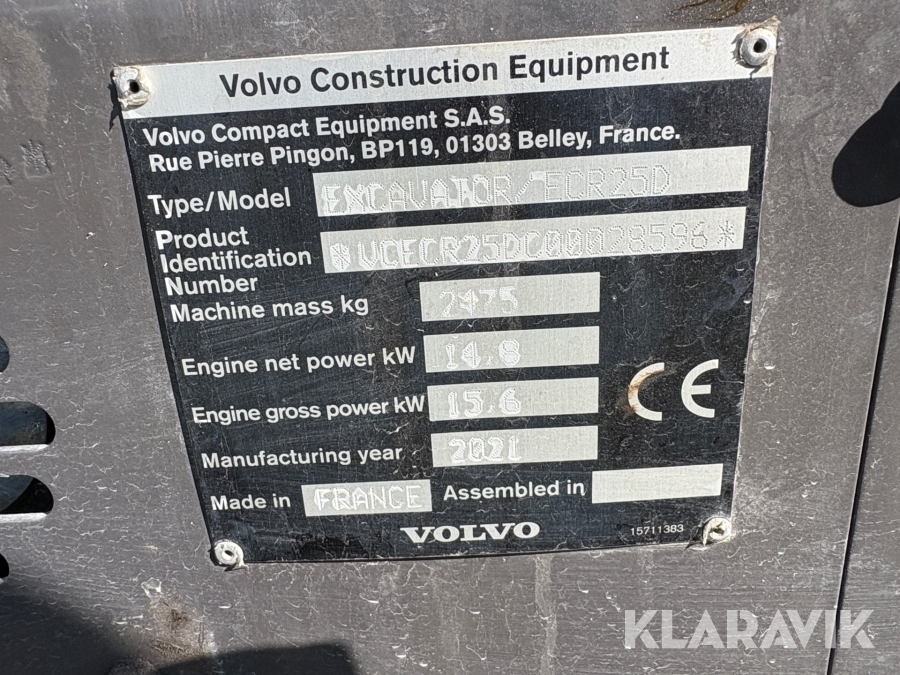 Volvo Construction Equipment
Volvo Compact Equipment S.A.S.
Rue Pierre Pingon, BP119, 01303 Belley, France.
Type/Model EXCAVATOR/ECR25D
Product
Identification
Number *VCECR25DC00028596*
Machine mass kg 2475
Engine net power kW 14.8
Engine gross power kW 15.6
Manufacturing year 2021
Made in FRANCE Assembled in
CE
VOLVO 15711383
KLARAVIK